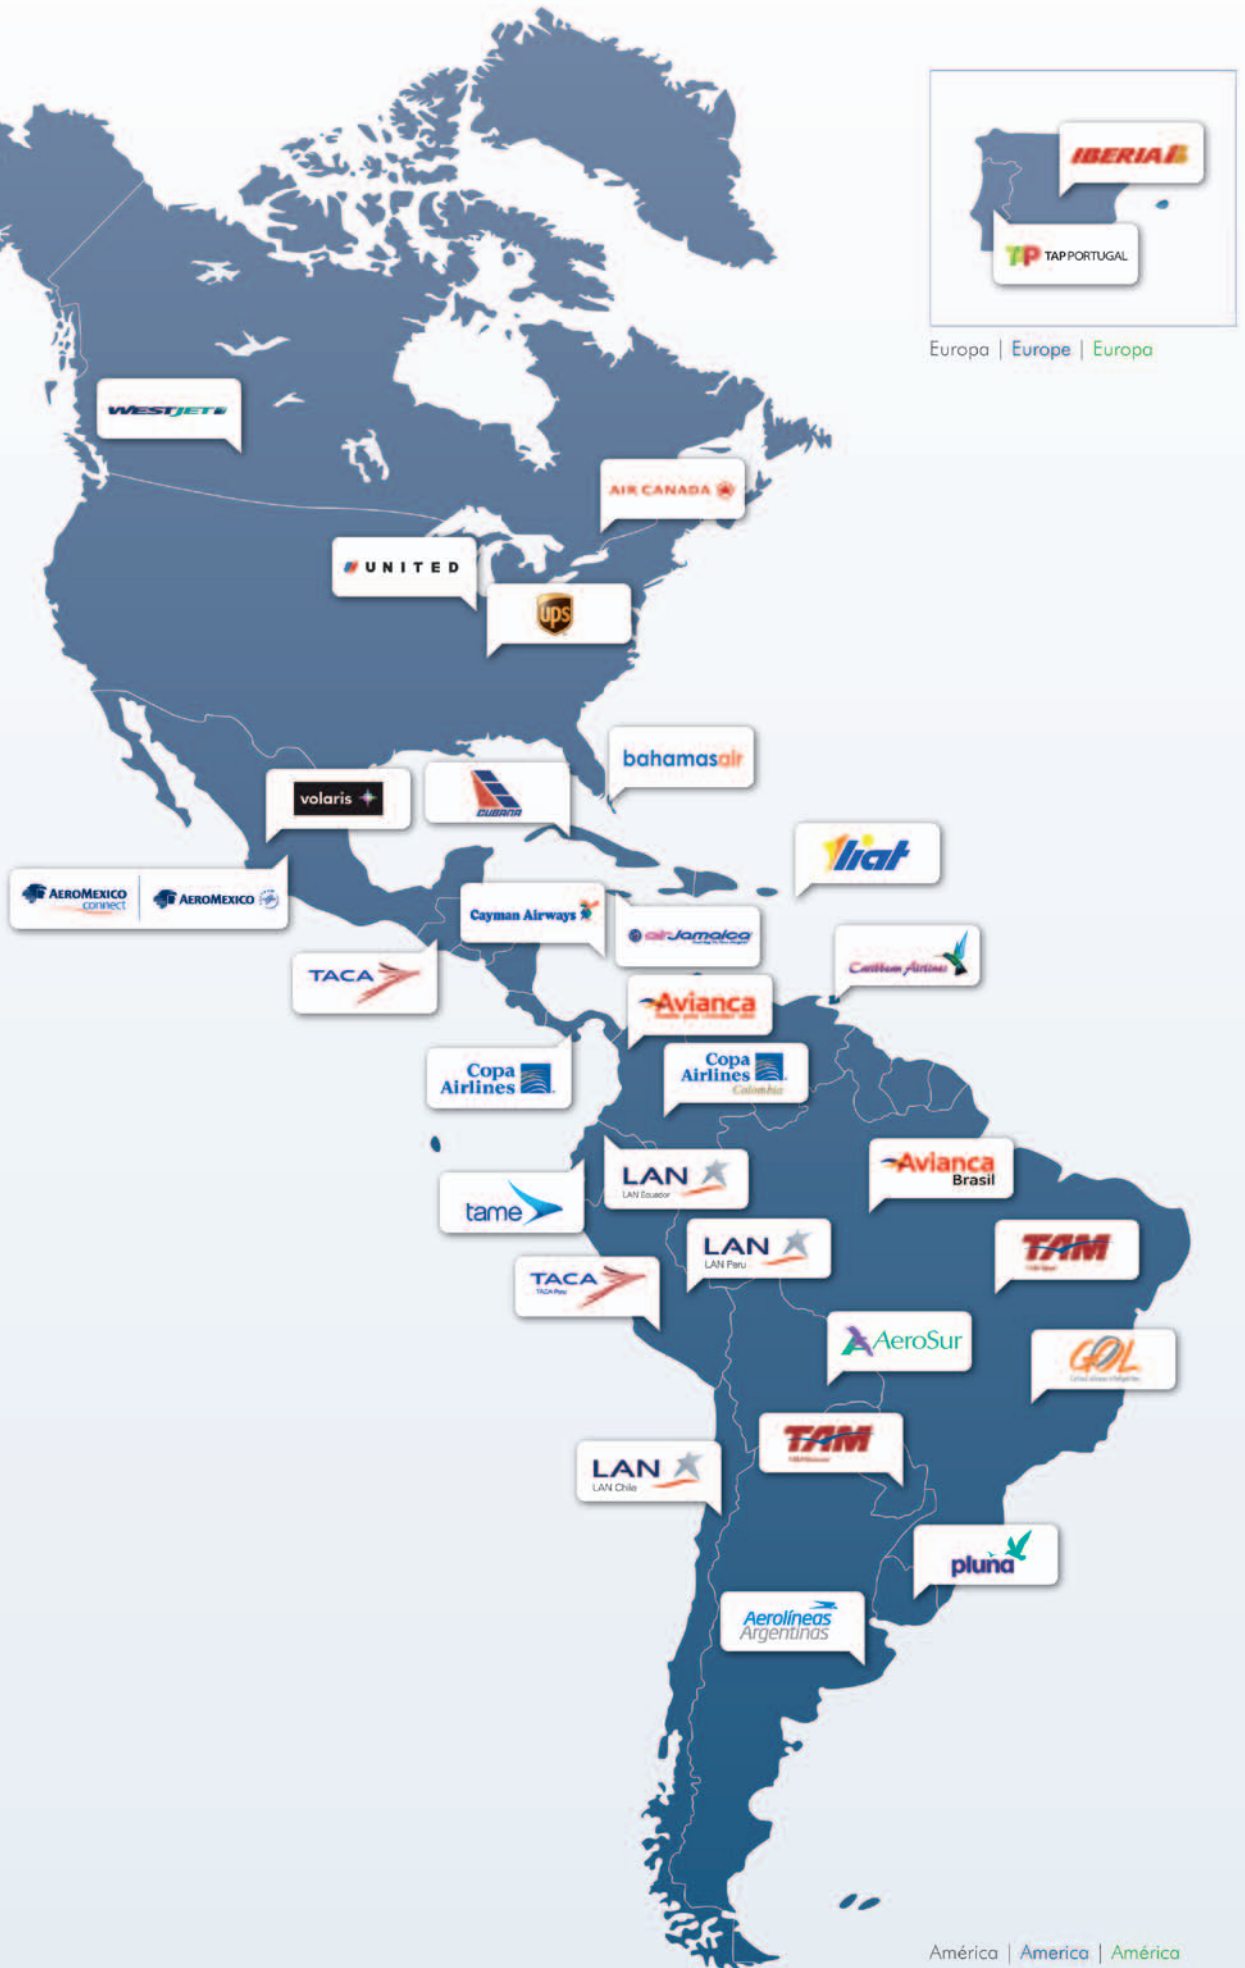 IBERIA
TAP TAP PORTUGAL
Europa | Europe | Europa
WESTJET
AIR CANADA
UNITED
ups
bahamasair
volaris
CUBANA
liat
AEROMEXICO
connect
AEROMEXICO
Cayman Airways
airJamaica
Caribbean Airlines
TACA
Avianca
Copa
Airlines
Copa
Airlines
Colombia
Avianca
Brasil
LAN
LAN Ecuador
tame
TAM
LAN
LAN Peru
TACA
TACA Peru
AeroSur
GOL
TAM
LAN
LAN Chile
pluna
Aerolíneas
Argentinas
América | America | América